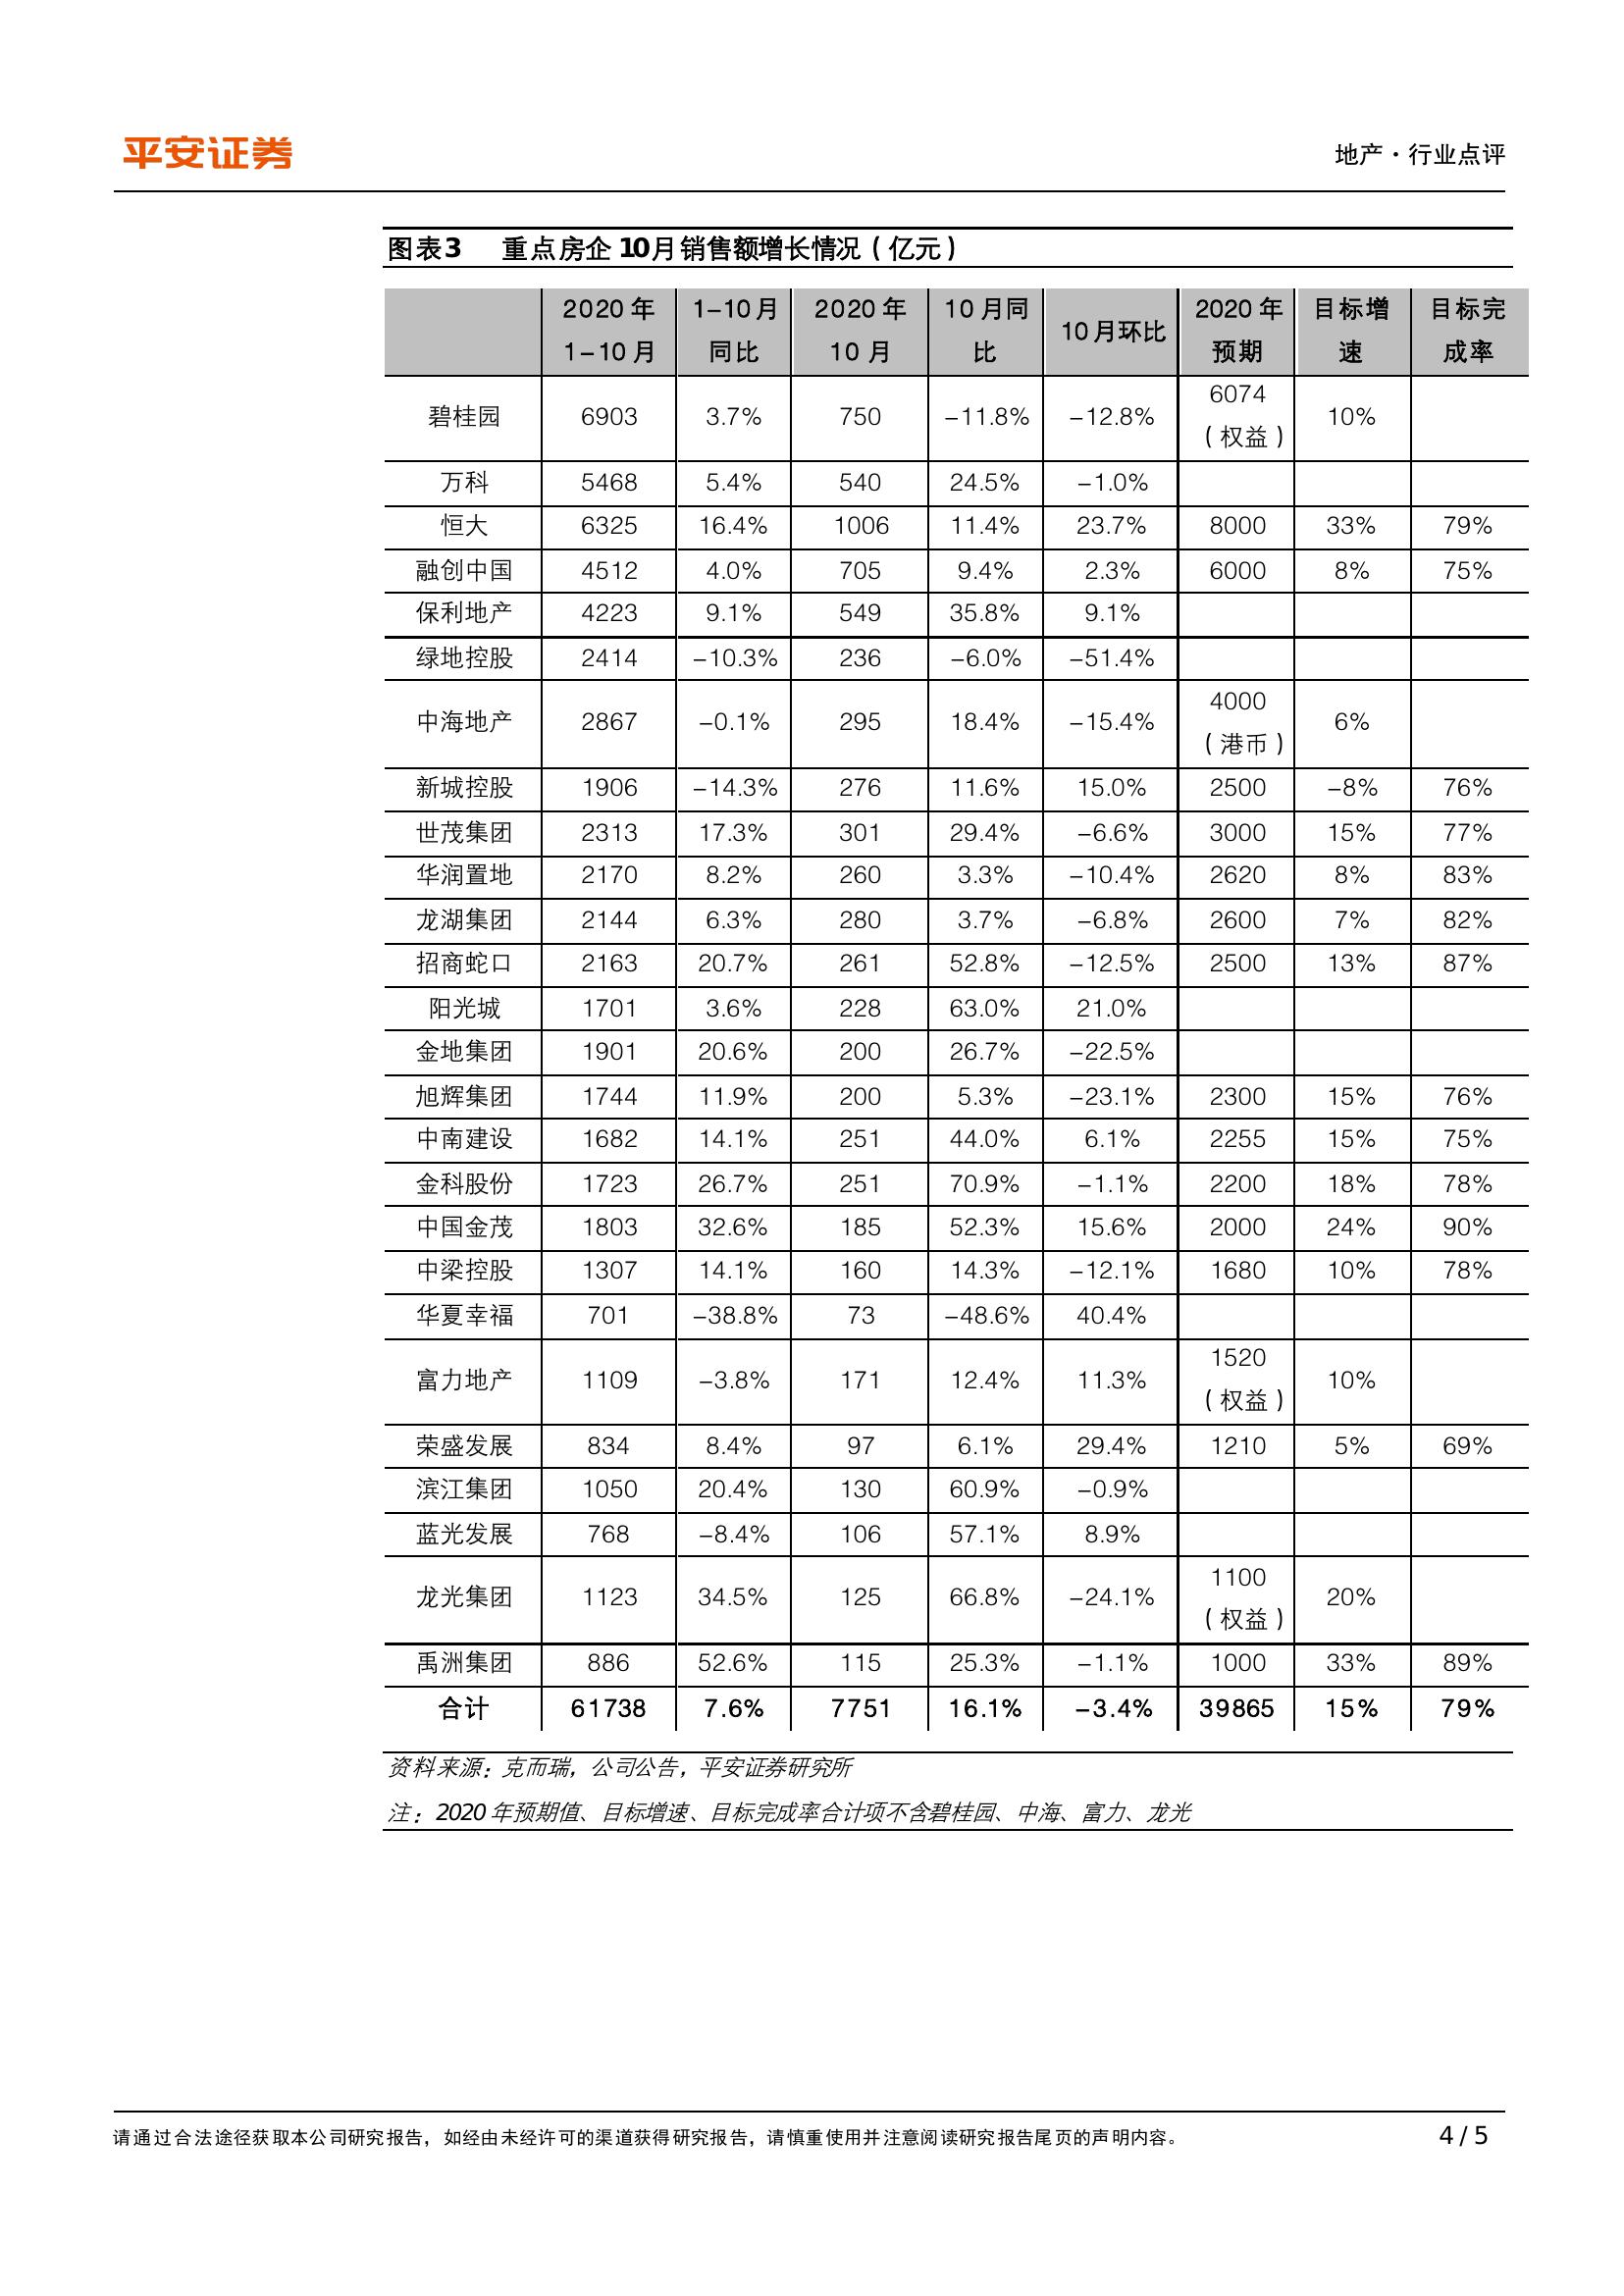 平安证券
地产·行业点评
图表3 重点房企 10月销售额增长情况（亿元）
2020 年 1-10 月 1-10 月同比 2020 年 10 月 10 月同比 10 月环比 2020 年预期 目标增速 目标完成率
碧桂园 6903 3.7% 750 -11.8% -12.8% 6074（权益） 10%
万科 5468 5.4% 540 24.5% -1.0%
恒大 6325 16.4% 1006 11.4% 23.7% 8000 33% 79%
融创中国 4512 4.0% 705 9.4% 2.3% 6000 8% 75%
保利地产 4223 9.1% 549 35.8% 9.1%
绿地控股 2414 -10.3% 236 -6.0% -51.4%
中海地产 2867 -0.1% 295 18.4% -15.4% 4000（港币） 6%
新城控股 1906 -14.3% 276 11.6% 15.0% 2500 -8% 76%
世茂集团 2313 17.3% 301 29.4% -6.6% 3000 15% 77%
华润置地 2170 8.2% 260 3.3% -10.4% 2620 8% 83%
龙湖集团 2144 6.3% 280 3.7% -6.8% 2600 7% 82%
招商蛇口 2163 20.7% 261 52.8% -12.5% 2500 13% 87%
阳光城 1701 3.6% 228 63.0% 21.0%
金地集团 1901 20.6% 200 26.7% -22.5%
旭辉集团 1744 11.9% 200 5.3% -23.1% 2300 15% 76%
中南建设 1682 14.1% 251 44.0% 6.1% 2255 15% 75%
金科股份 1723 26.7% 251 70.9% -1.1% 2200 18% 78%
中国金茂 1803 32.6% 185 52.3% 15.6% 2000 24% 90%
中梁控股 1307 14.1% 160 14.3% -12.1% 1680 10% 78%
华夏幸福 701 -38.8% 73 -48.6% 40.4%
富力地产 1109 -3.8% 171 12.4% 11.3% 1520（权益） 10%
荣盛发展 834 8.4% 97 6.1% 29.4% 1210 5% 69%
滨江集团 1050 20.4% 130 60.9% -0.9%
蓝光发展 768 -8.4% 106 57.1% 8.9%
龙光集团 1123 34.5% 125 66.8% -24.1% 1100（权益） 20%
禹洲集团 886 52.6% 115 25.3% -1.1% 1000 33% 89%
合计 61738 7.6% 7751 16.1% -3.4% 39865 15% 79%
资料来源：克而瑞，公司公告，平安证券研究所
注：2020 年预期值、目标增速、目标完成率合计项不含碧桂园、中海、富力、龙光
请通过合法途径获取本公司研究报告，如经由未经许可的渠道获得研究报告，请慎重使用并注意阅读研究报告尾页的声明内容。
4 / 5